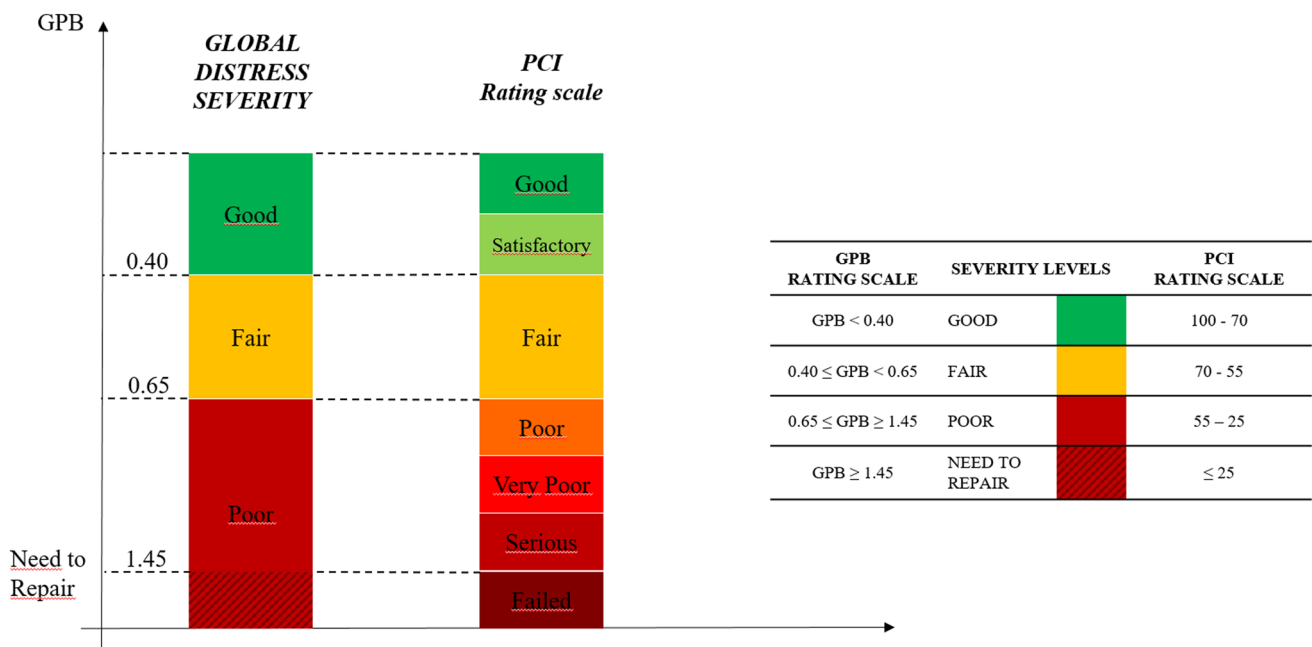 GPB
GLOBAL
DISTRESS
SEVERITY
PCI
Rating scale
Good
Good
Satisfactory
0.40
Fair
Fair
0.65
Poor
Very Poor
Poor
Serious
1.45
Need to
Repair
Failed
GPB
RATING SCALE
SEVERITY LEVELS
PCI
RATING SCALE
GPB < 0.40 GOOD 100 - 70
0.40 ≤ GPB < 0.65 FAIR 70 - 55
0.65 ≤ GPB ≥ 1.45 POOR 55 – 25
GPB ≥ 1.45 NEED TO
REPAIR ≤ 25